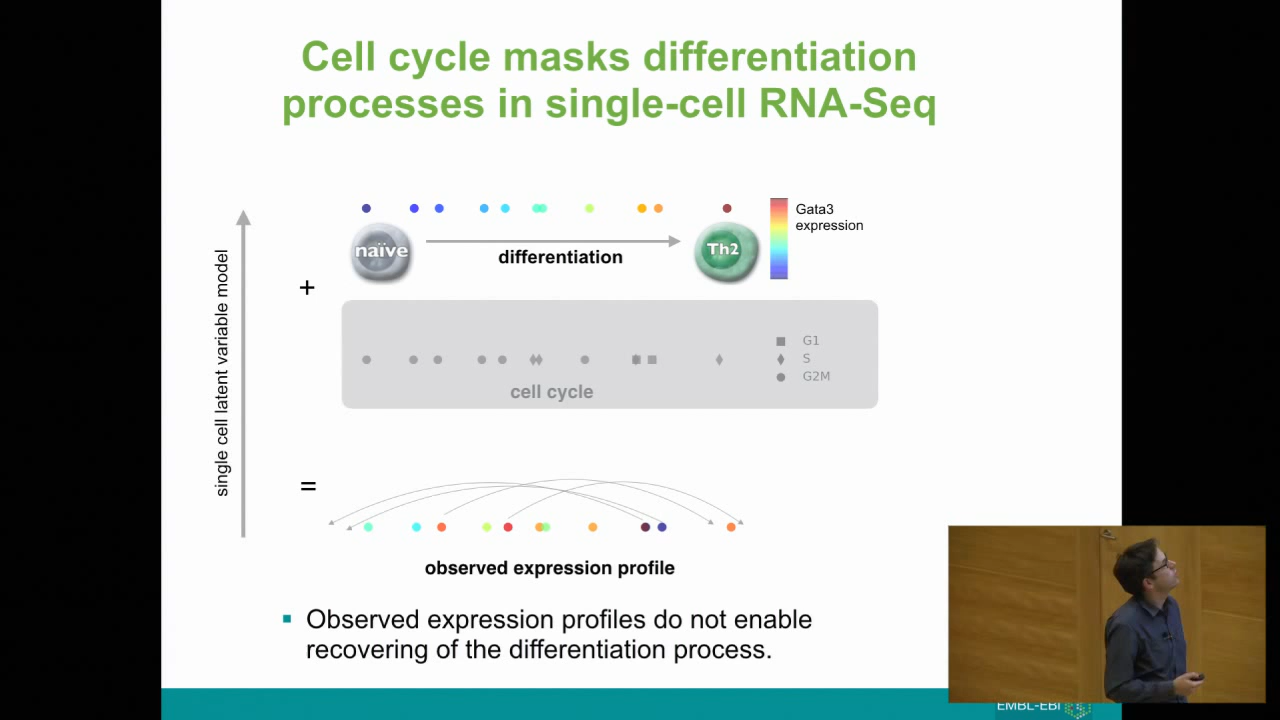 Cell cycle masks differentiation
processes in single-cell RNA-Seq
Gata3
expression
naïve
Th2
differentiation
+
single cell latent variable model
G1
S
G2M
cell cycle
=
observed expression profile
Observed expression profiles do not enable
recovering of the differentiation process.
EMBL-EBI